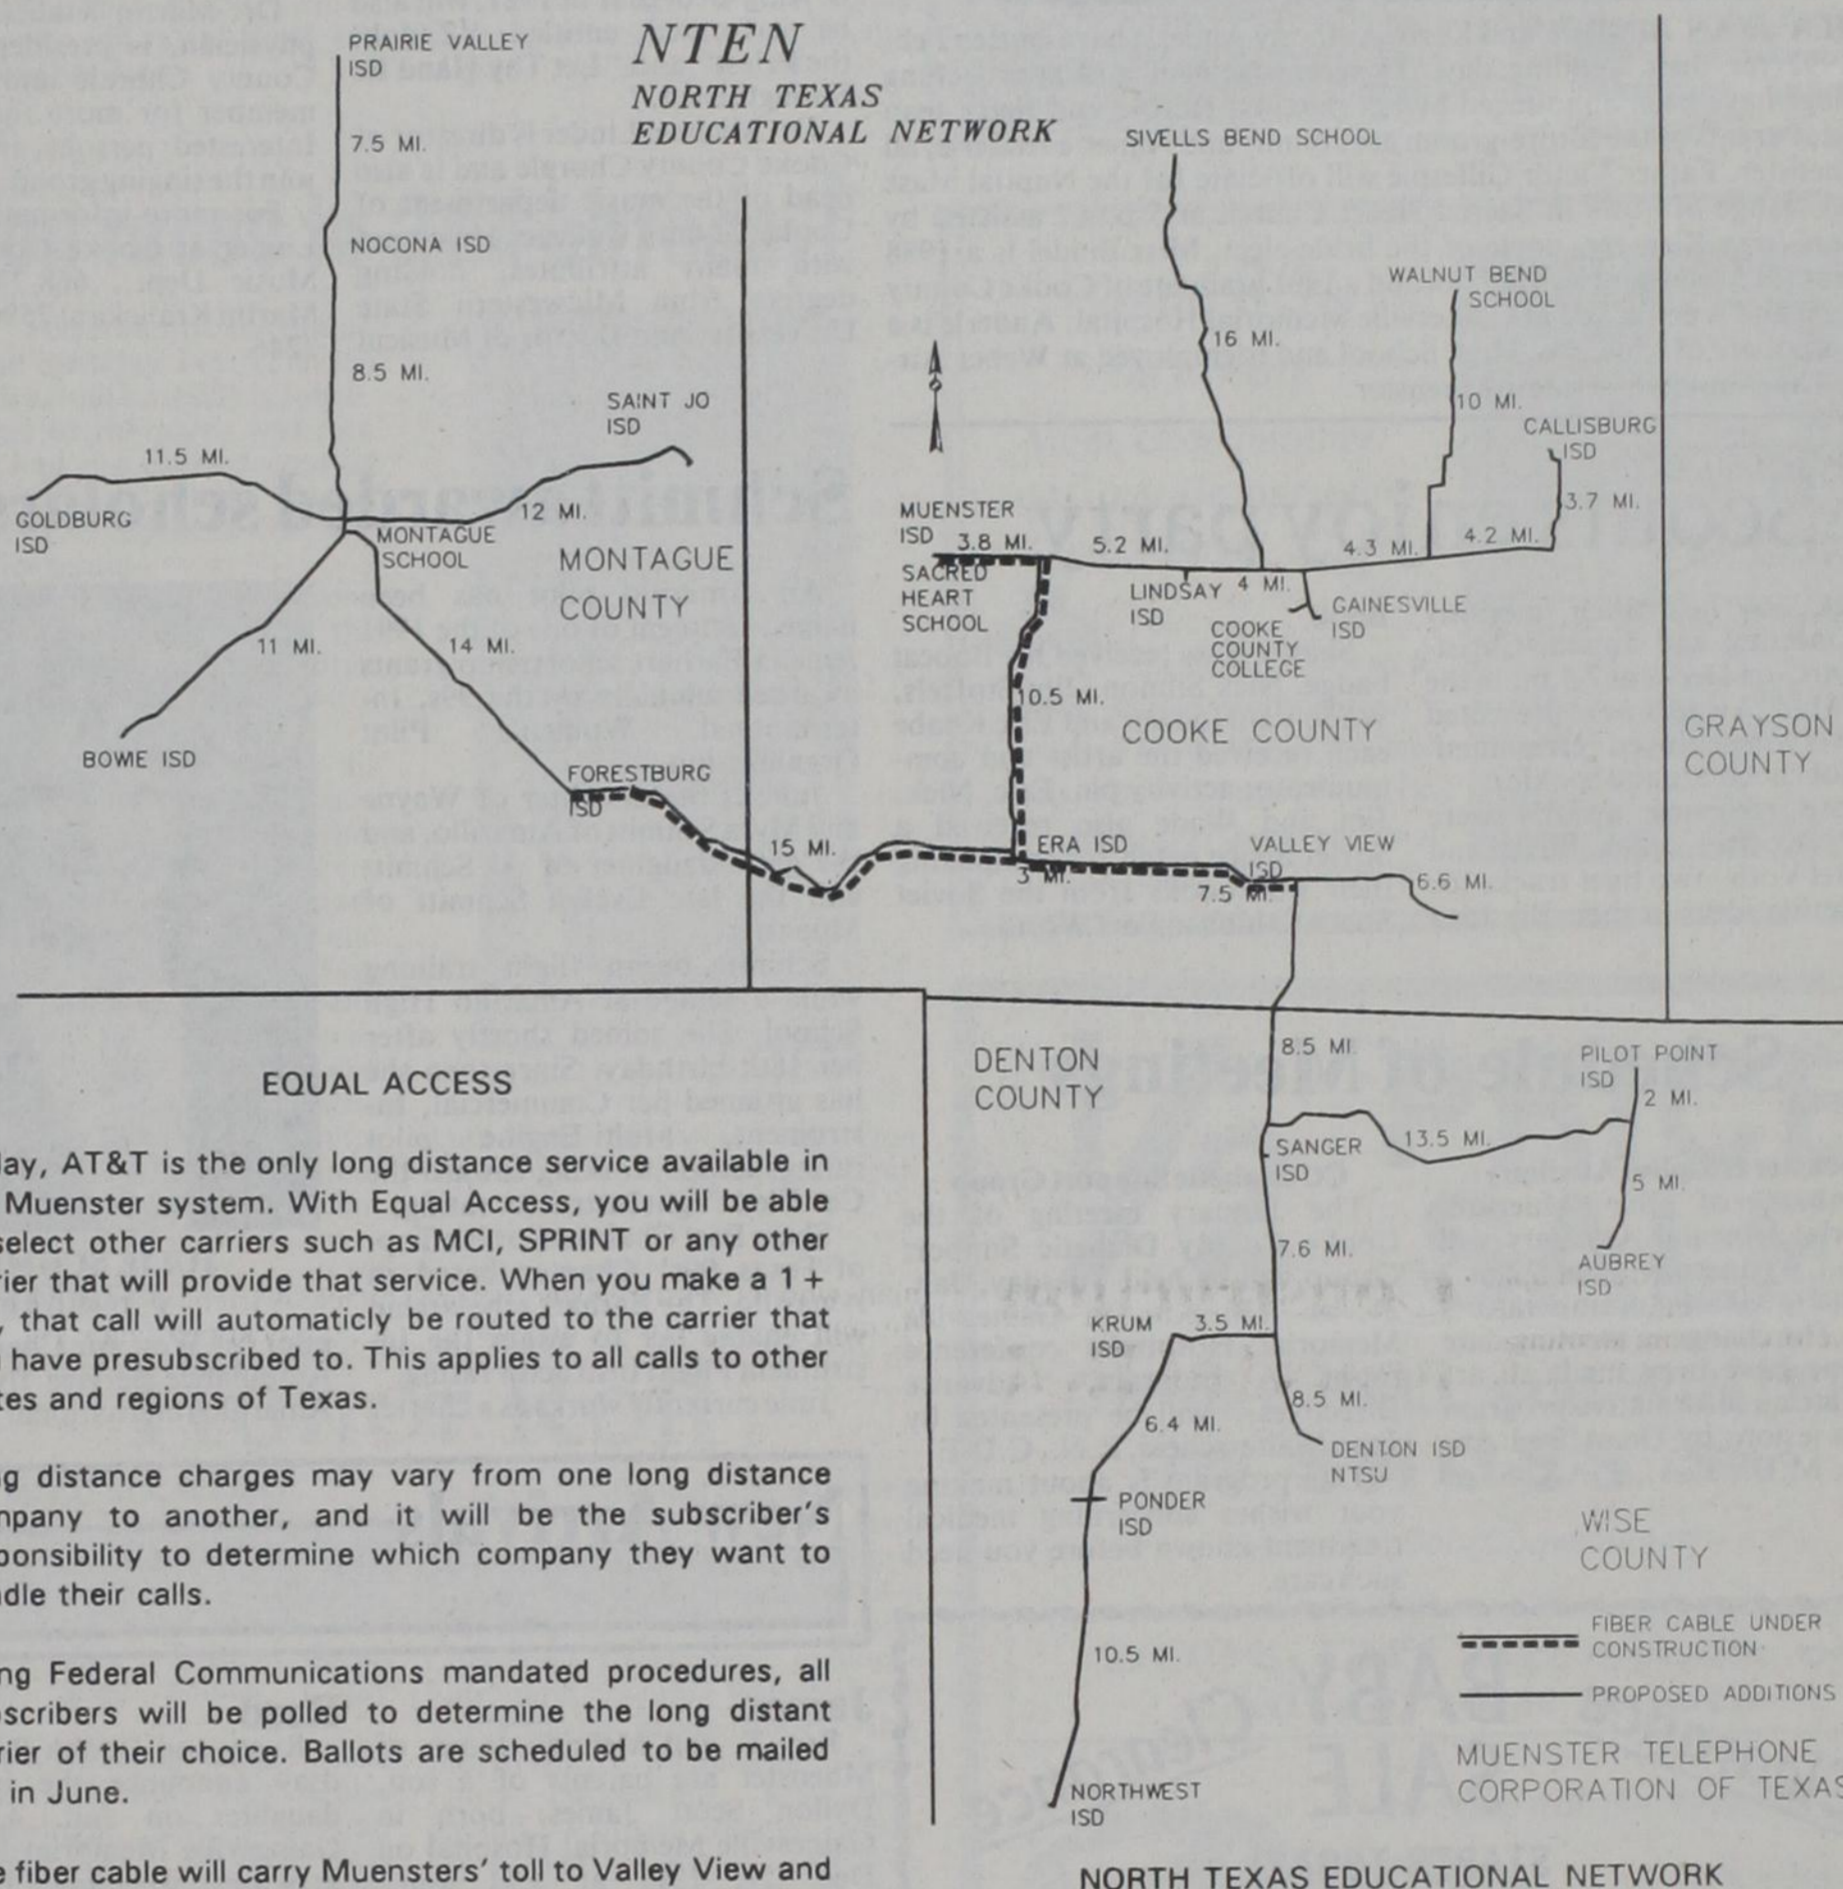 NTEN
NORTH TEXAS
EDUCATIONAL NETWORK
PRAIRIE VALLEY
ISD
7.5 MI.
NOCONA ISD
8.5 MI.
SAINT JO
ISD
11.5 MI.
GOLDBURG
ISD
12 MI.
MONTAGUE
SCHOOL
MONTAGUE
COUNTY
11 MI.
14 MI.
BOWIE ISD
FORESTBURG
ISD
15 MI.
SIVELLS BEND SCHOOL
16 MI.
WALNUT BEND
SCHOOL
10 MI.
CALLISBURG
ISD
3.7 MI.
MUENSTER
ISD
3.8 MI.
5.2 MI.
4.3 MI.
4.2 MI.
SACRED
HEART
SCHOOL
LINDSAY
ISD
4 MI.
GAINESVILLE
ISD
COOKE
COUNTY
COLLEGE
10.5 MI.
COOKE COUNTY
GRAYSON
COUNTY
ERA ISD
3 MI.
VALLEY VIEW
ISD
7.5 MI.
6.6 MI.
DENTON
COUNTY
8.5 MI.
PILOT POINT
ISD
2 MI.
SANGER
ISD
13.5 MI.
5 MI.
AUBREY
ISD
7.6 MI.
KRUM
ISD
3.5 MI.
6.4 MI.
8.5 MI.
DENTON ISD
NTSU
PONDER
ISD
WISE
COUNTY
10.5 MI.
NORTHWEST
ISD
FIBER CABLE UNDER
CONSTRUCTION
PROPOSED ADDITIONS
MUENSTER TELEPHONE
CORPORATION OF TEXAS
NORTH TEXAS EDUCATIONAL NETWORK
EQUAL ACCESS
lay, AT&T is the only long distance service available in
Muenster system. With Equal Access, you will be able
select other carriers such as MCI, SPRINT or any other
rier that will provide that service. When you make a 1 +
, that call will automaticly be routed to the carrier that
have presubscribed to. This applies to all calls to other
tes and regions of Texas.
ng distance charges may vary from one long distance
mpany to another, and it will be the subscriber's
ponsibility to determine which company they want to
ndle their calls.
ng Federal Communications mandated procedures, all
oscribers will be polled to determine the long distant
rier of their choice. Ballots are scheduled to be mailed
in June.
e fiber cable will carry Muensters' toll to Valley View and